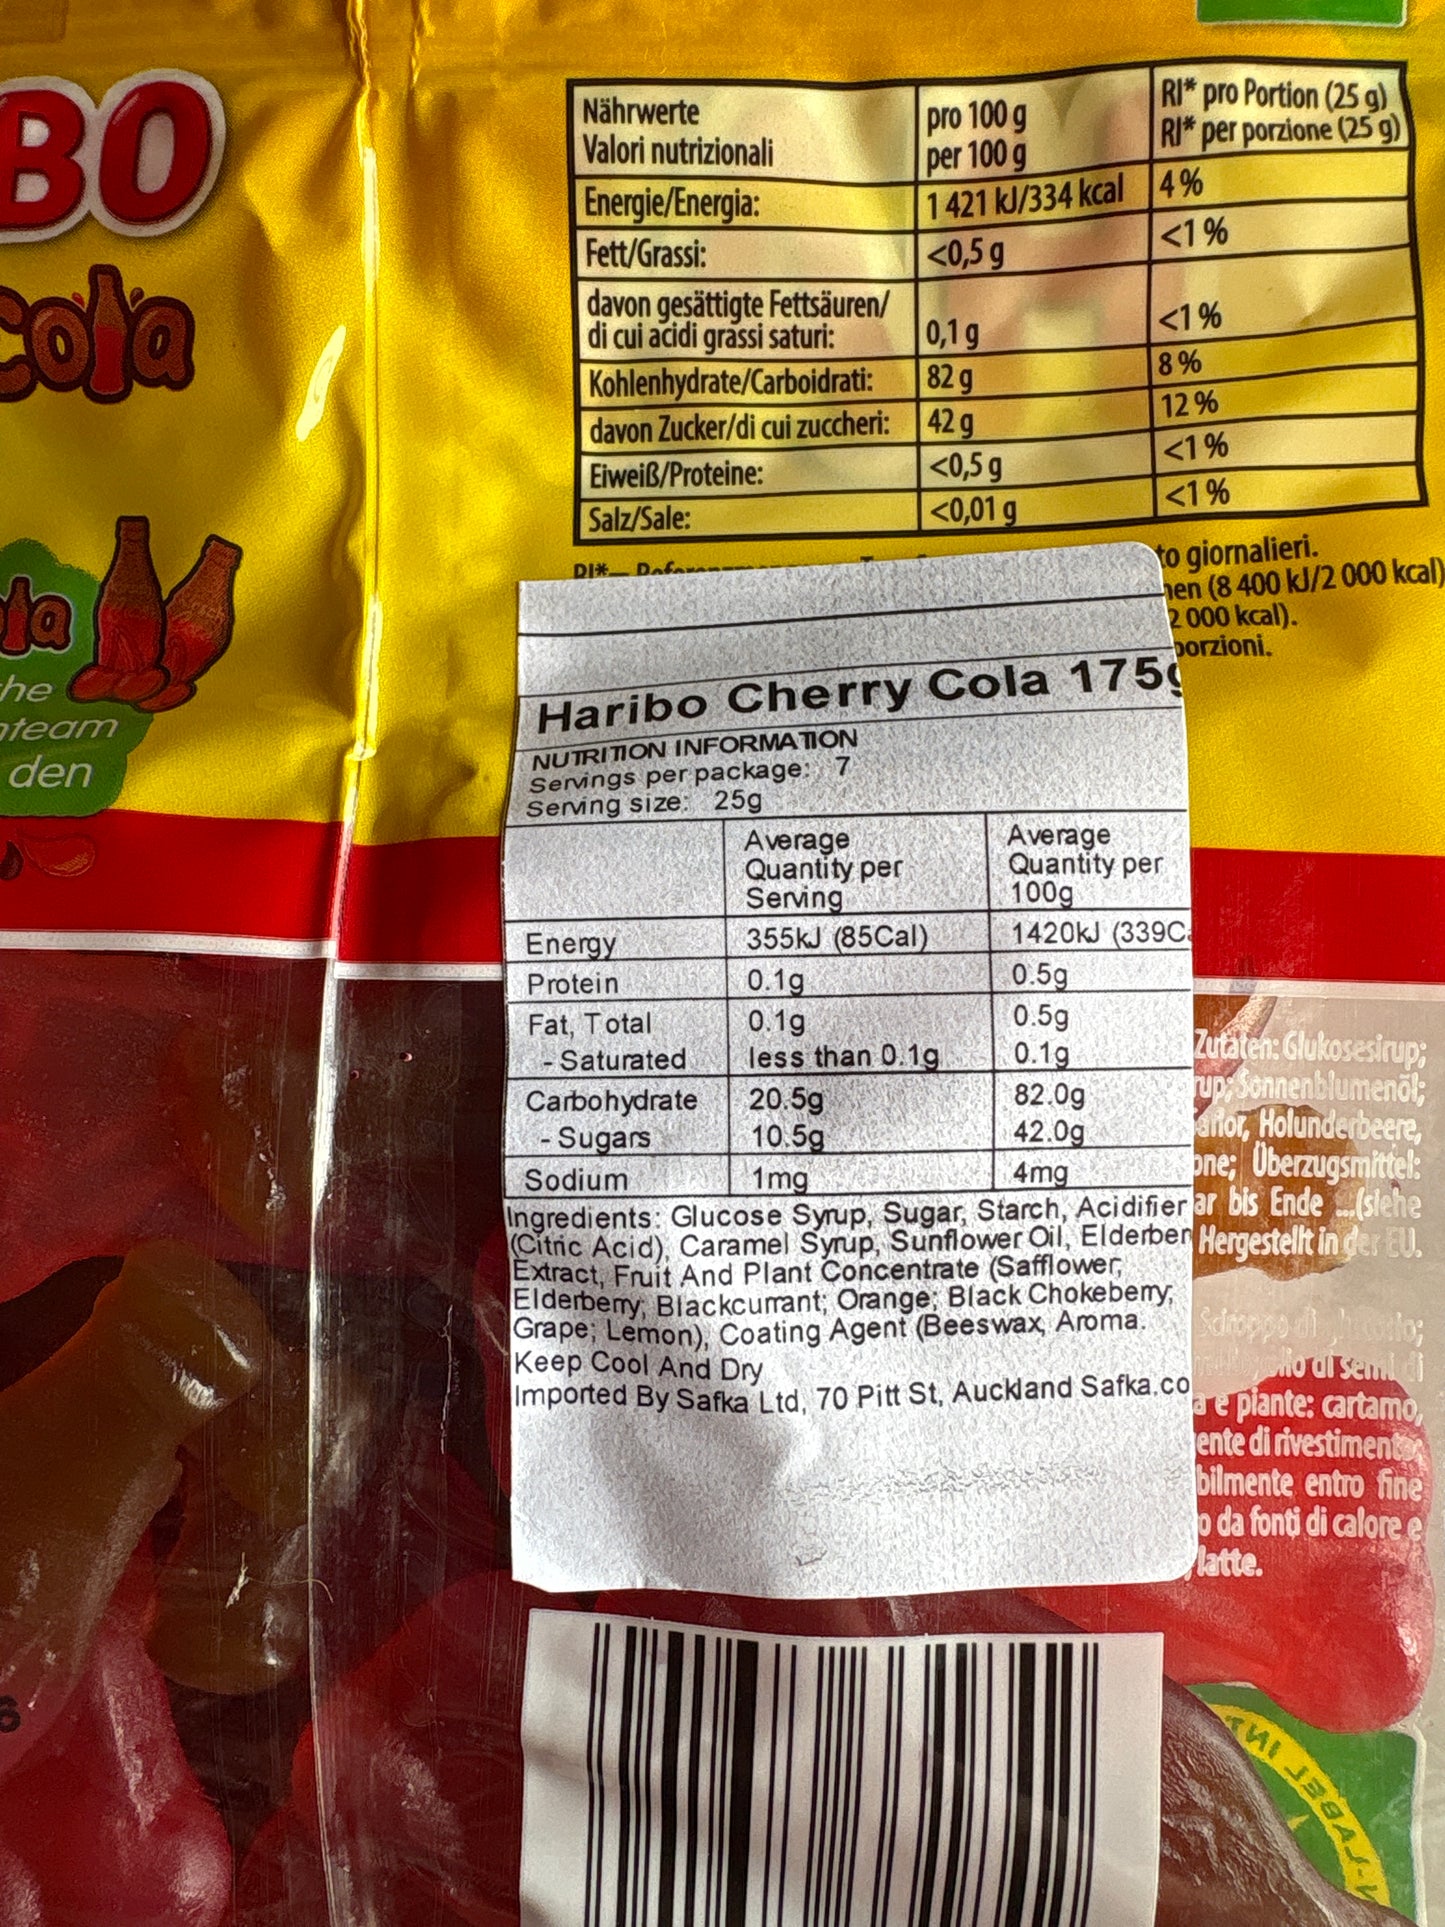 BO
Cola
la
che
team
den
Nährwerte
Valori nutrizionali
pro 100 g
per 100 g
RI* pro Portion (25 g)
RI* per porzione (25 g)
Energie/Energia: 1 421 kJ/334 kcal 4 %
Fett/Grassi: <0,5 g <1 %
davon gesättigte Fettsäuren/
di cui acidi grassi saturi: 0,1 g <1 %
Kohlenhydrate/Carboidrati: 82 g 8 %
davon Zucker/di cui zuccheri: 42 g 12 %
Eiweiß/Proteine: <0,5 g <1 %
Salz/Sale: <0,01 g <1 %
RI*
to giornalieri.
(8 400 kJ/2 000 kcal)
2 000 kcal).
porzioni.
Haribo Cherry Cola 175g
NUTRITION INFORMATION
Servings per package: 7
Serving size: 25g
Average
Quantity per
Serving
Average
Quantity per
100g
Energy 355kJ (85Cal) 1420kJ (339C
Protein 0.1g 0.5g
Fat, Total 0.1g 0.5g
- Saturated less than 0.1g 0.1g
Carbohydrate 20.5g 82.0g
- Sugars 10.5g 42.0g
Sodium 1mg 4mg
Ingredients: Glucose Syrup, Sugar, Starch, Acidifier
(Citric Acid), Caramel Syrup, Sunflower Oil, Elderber
Extract, Fruit And Plant Concentrate (Safflower,
Elderberry; Blackcurrant; Orange; Black Chokeberry;
Grape; Lemon), Coating Agent (Beeswax, Aroma.
Keep Cool And Dry
Imported By Safka Ltd, 70 Pitt St, Auckland Safka.co
Zutaten: Glukosesirup;
rup; Sonnenblumenöl;
Holunderbeere,
one; Überzugsmittel:
ar bis Ende ...(siehe
Hergestellt in der EU.
di semi di
a e piante: cartamo,
ente di rivestimento
bilmente entro fine
o da fonti di calore e
latte.
6